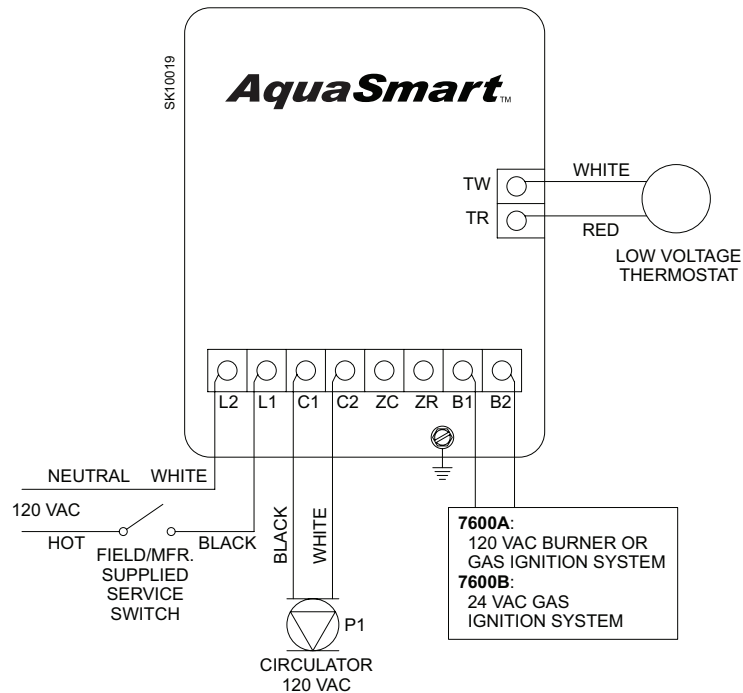 SK10019
AquaSmart™
TW
WHITE
TR
RED
LOW VOLTAGE
THERMOSTAT
L2 L1 C1 C2 ZC ZR B1 B2
NEUTRAL WHITE
120 VAC
HOT
BLACK
FIELD/MFR.
SUPPLIED
SERVICE
SWITCH
BLACK
WHITE
P1
CIRCULATOR
120 VAC
7600A:
120 VAC BURNER OR
GAS IGNITION SYSTEM
7600B:
24 VAC GAS
IGNITION SYSTEM